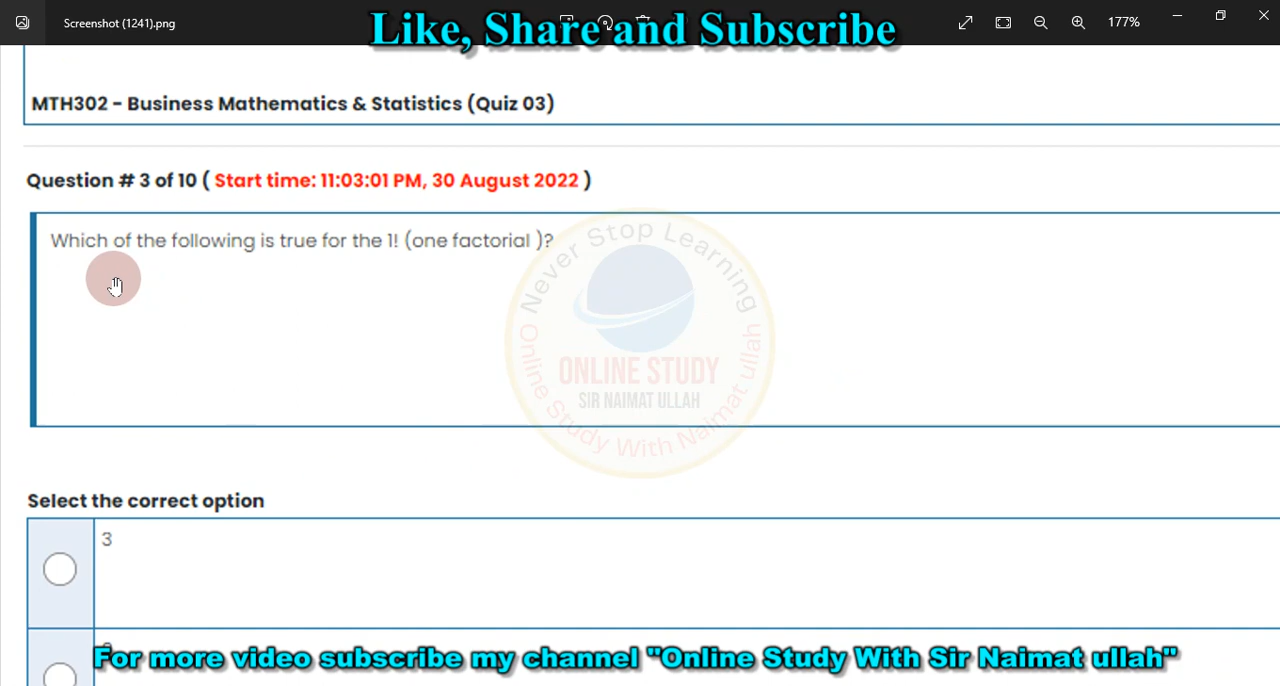 Screenshot (1241).png
Like, Share and Subscribe
177%
MTH302 - Business Mathematics & Statistics (Quiz 03)
Question # 3 of 10 ( Start time: 11:03:01 PM, 30 August 2022 )
Which of the following is true for the 1! (one factorial )?
Never Stop Learning
ONLINE STUDY
SIR NAIMAT ULLAH
Online Study With Naimat ullah
Select the correct option
3
For more video subscribe my channel "Online Study With Sir Naimat ullah"